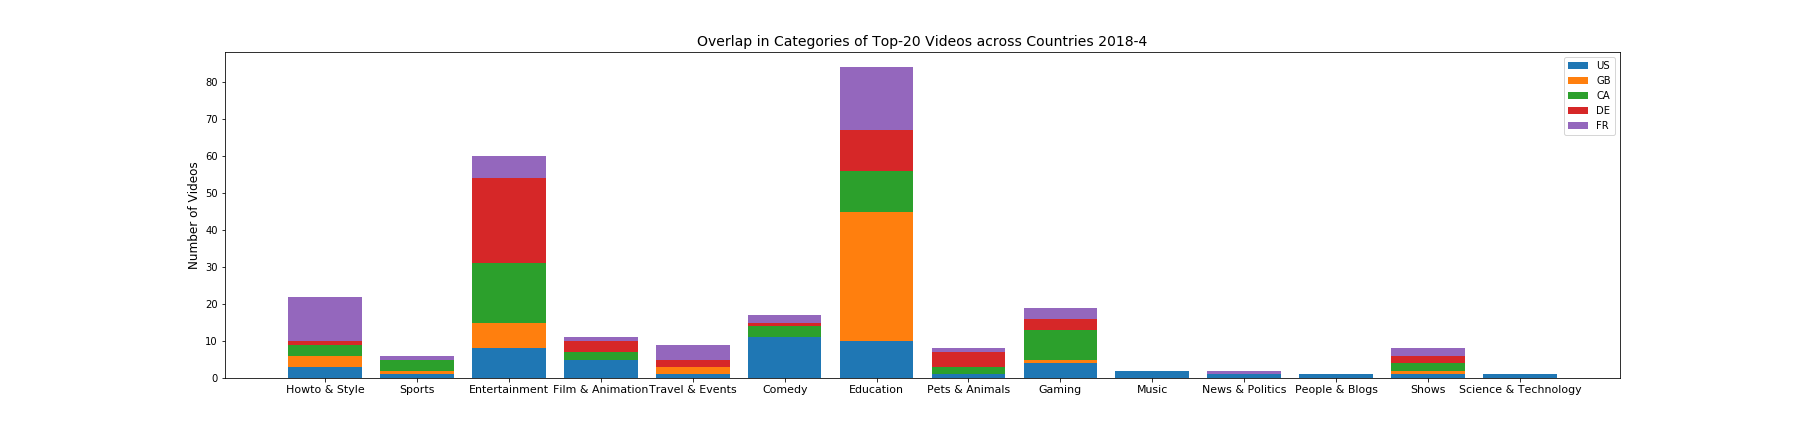 Overlap in Categories of Top-20 Videos across Countries 2018-4
Number of Videos
80
70
60
50
40
30
20
10
0
US
GB
CA
DE
FR
Howto & Style Sports Entertainment Film & Animation Travel & Events Comedy Education Pets & Animals Gaming Music News & Politics People & Blogs Shows Science & Technology